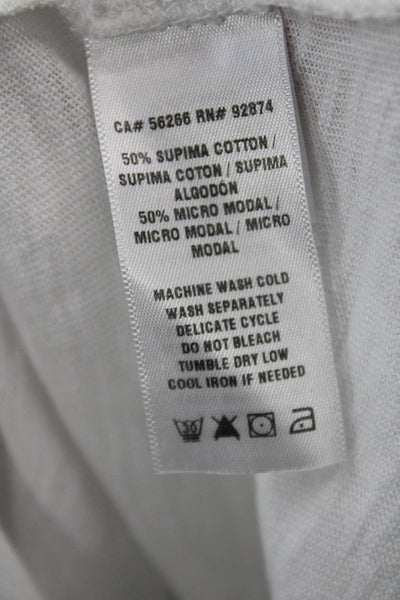 CA# 56266 RN# 92874
50% SUPIMA COTTON /
SUPIMA COTON / SUPIMA
ALGODÓN
50% MICRO MODAL /
MICRO MODAL / MICRO
MODAL
MACHINE WASH COLD
WASH SEPARATELY
DELICATE CYCLE
DO NOT BLEACH
TUMBLE DRY LOW
COOL IRON IF NEEDED
30